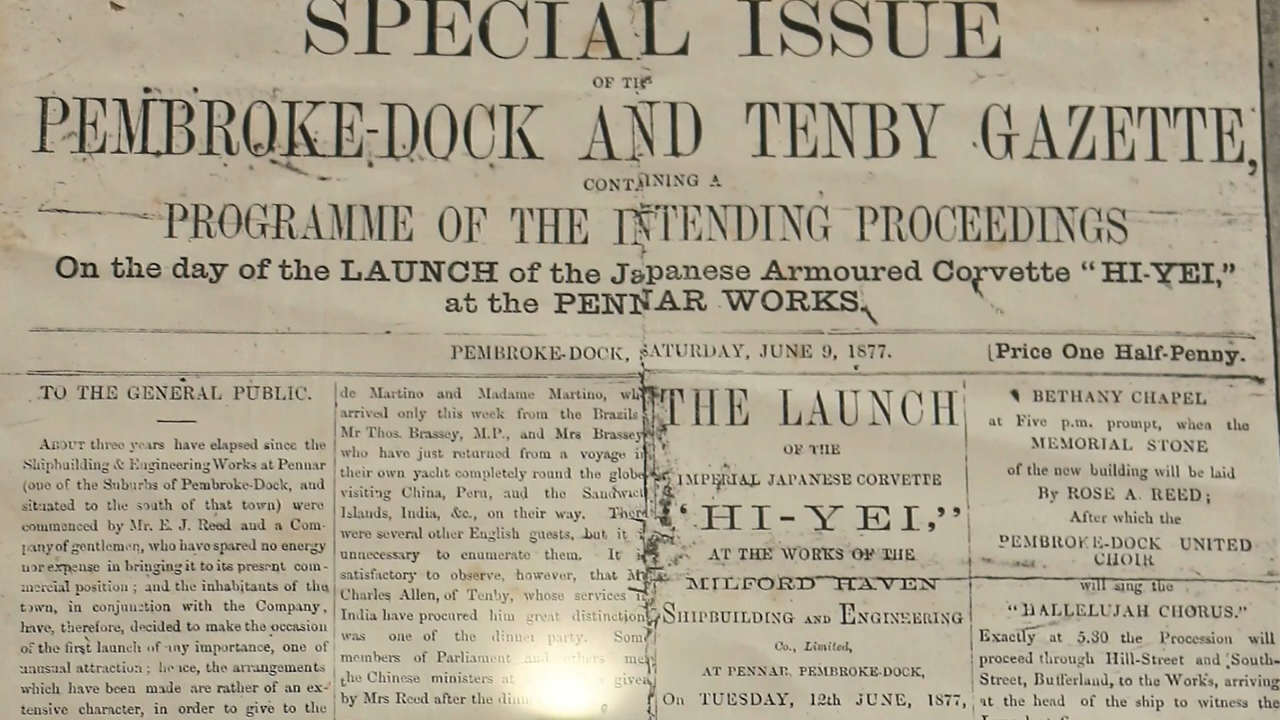 SPECIAL ISSUE
OF THE
PEMBROKE-DOCK AND TENBY GAZETTE,
CONTAINING A
PROGRAMME OF THE INTENDING PROCEEDINGS
On the day of the LAUNCH of the Japanese Armoured Corvette "HI-YEI,"
at the PENNAR WORKS.
PEMBROKE-DOCK, SATURDAY, JUNE 9, 1877.
[Price One Half-Penny.
TO THE GENERAL PUBLIC.
ABOUT three years have elapsed since the
Shipbuilding & Engineering Works at Pennar
(one of the Suburbs of Pembroke-Dock, and
situated to the south of that town) were
commenced by Mr. E. J. Reed and a Com-
pany of gentlemen, who have spared no energy
nor expense in bringing it to its present com-
mercial position; and the inhabitants of the
town, in conjunction with the Company,
have, therefore, decided to make the occasion
of the first launch of any importance, one of
unusual attraction; hence, the arrangements
which have been made are rather of an ex-
tensive character, in order to give to the
de Martino and Madame Martino, who
arrived only this week from the Brazils
Mr Thos. Brassey, M.P., and Mrs Brassey
who have just returned from a voyage in
their own yacht completely round the globe
visiting China, Peru, and the Sandwich
Islands, India, &c., on their way. There
were several other English guests, but it
unnecessary to enumerate them. It is
satisfactory to observe, however, that Mr
Charles Allen, of Tenby, whose services in
India have procured him great distinction
was one of the dinner party. Some
members of Parliament and others met
the Chinese ministers at given
by Mrs Reed after the
THE LAUNCH
OF THE
IMPERIAL JAPANESE CORVETTE
"HI-YEI,"
AT THE WORKS OF THE
MILFORD HAVEN
SHIPBUILDING AND ENGINEERING
Co., Limited,
AT PENNAR, PEMBROKE-DOCK,
On TUESDAY, 12th JUNE, 1877,
BETHANY CHAPEL
at Five p.m. prompt, when the
MEMORIAL STONE
of the new building will be laid
By ROSE A. REED;
After which the
PEMBROKE-DOCK UNITED
CHOIR
will sing the
"HALLELUJAH CHORUS."
Exactly at 5.30 the Procession will
proceed through Hill-Street and South-
Street, Bufferland, to the Works, arriving
at the head of the ship to witness the